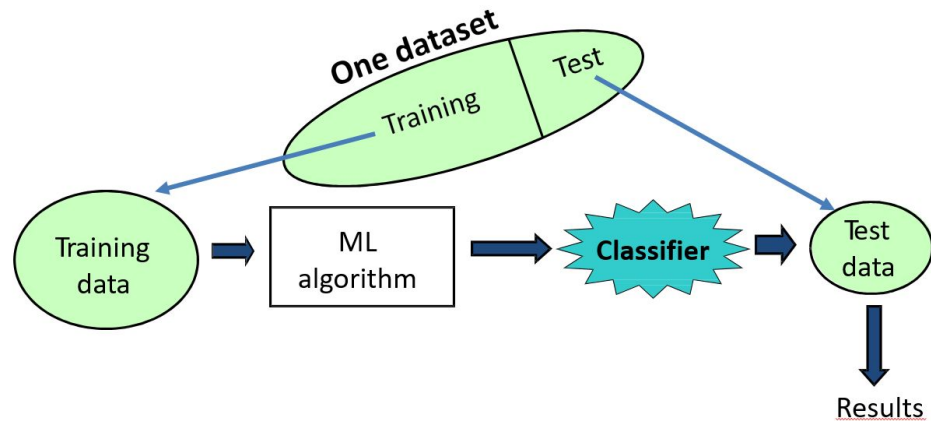 One dataset
Training
Test
Training
data
ML
algorithm
Classifier
Test
data
Results